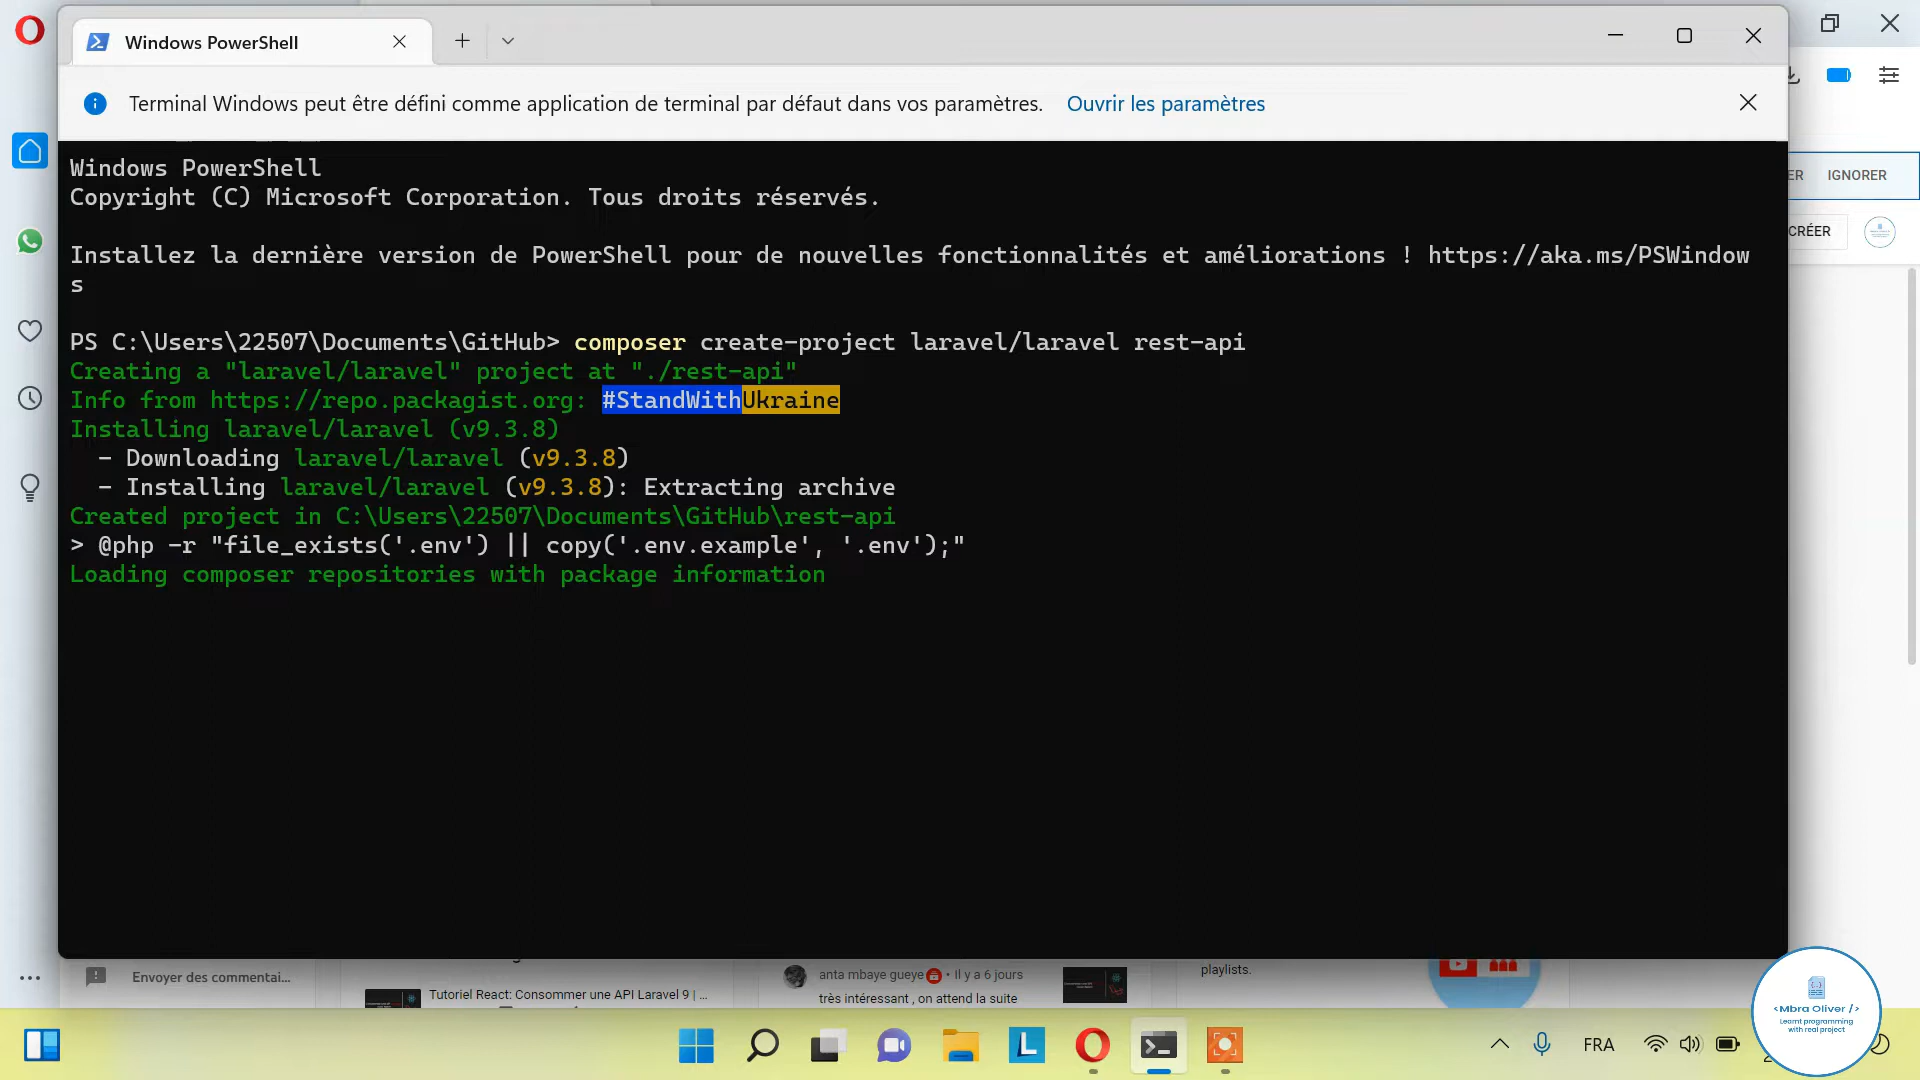 Windows PowerShell
Terminal Windows peut être défini comme application de terminal par défaut dans vos paramètres. Ouvrir les paramètres
IGNORER
CRÉER
Windows PowerShell
Copyright (C) Microsoft Corporation. Tous droits réservés.
Installez la dernière version de PowerShell pour de nouvelles fonctionnalités et améliorations ! https://aka.ms/PSWindow
s
PS C:\Users\22507\Documents\GitHub> composer create-project laravel/laravel rest-api
Creating a "laravel/laravel" project at "./rest-api"
Info from https://repo.packagist.org: #StandWithUkraine
Installing laravel/laravel (v9.3.8)
- Downloading laravel/laravel (v9.3.8)
- Installing laravel/laravel (v9.3.8): Extracting archive
Created project in C:\Users\22507\Documents\GitHub\rest-api
> @php -r "file_exists('.env') || copy('.env.example', '.env');"
Loading composer repositories with package information
Envoyer des commentai...
Tutoriel React: Consommer une API Laravel 9 | ...
anta mbaye gueye • Il y a 6 jours
très intéressant , on attend la suite
playlists.
<Mbra Oliver />
Learnt programming
with real project
FRA